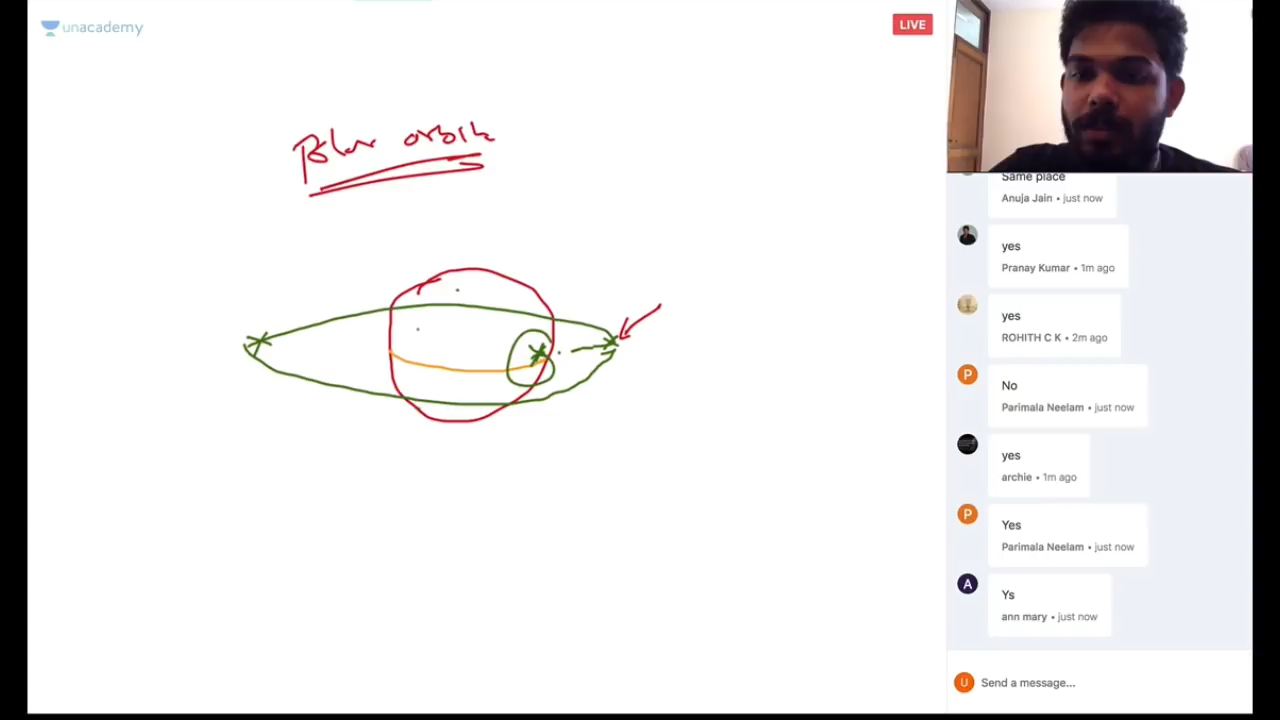 unacademy
LIVE
Polar orbit
Same place
Anuja Jain • just now
yes
Pranay Kumar • 1m ago
yes
ROHITH C K • 2m ago
P
No
Parimala Neelam • just now
yes
archie • 1m ago
P
Yes
Parimala Neelam • just now
A
Ys
ann mary • just now
U
Send a message...